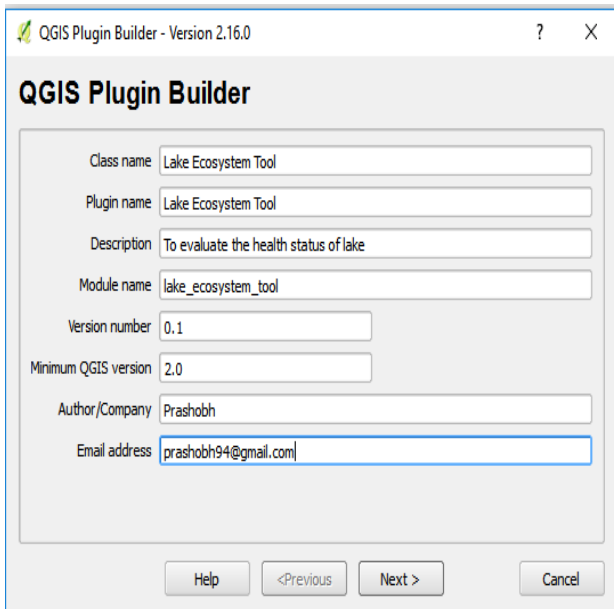 QGIS Plugin Builder - Version 2.16.0 ? X
QGIS Plugin Builder
Class name Lake Ecosystem Tool
Plugin name Lake Ecosystem Tool
Description To evaluate the health status of lake
Module name lake_ecosystem_tool
Version number 0.1
Minimum QGIS version 2.0
Author/Company Prashobh
Email address prashobh94@gmail.com
Help <Previous Next > Cancel